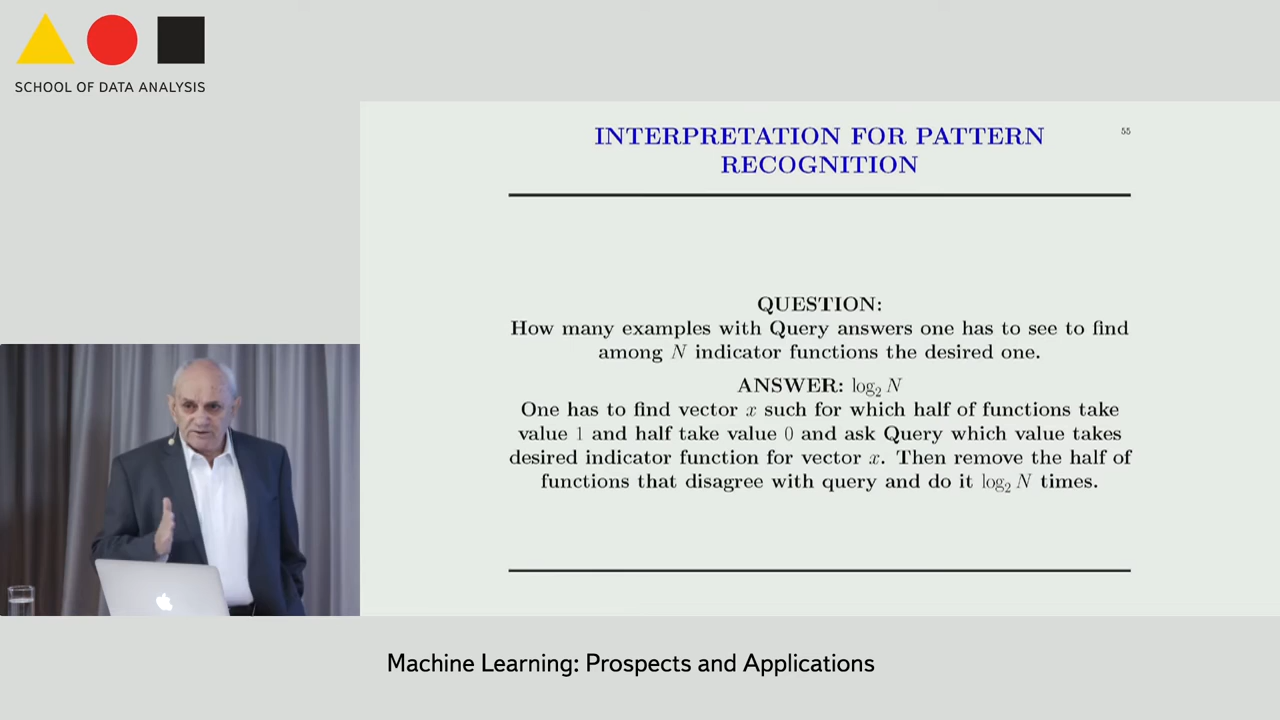 SCHOOL OF DATA ANALYSIS
INTERPRETATION FOR PATTERN
RECOGNITION
55
QUESTION:
How many examples with Query answers one has to see to find
among N indicator functions the desired one.
ANSWER: log₂ N
One has to find vector x such for which half of functions take
value 1 and half take value 0 and ask Query which value takes
desired indicator function for vector x. Then remove the half of
functions that disagree with query and do it log₂ N times.
Machine Learning: Prospects and Applications